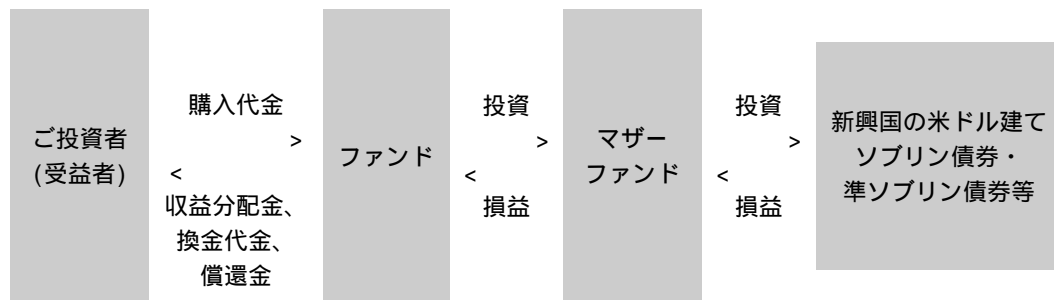 ご投資者
(受益者)
購入代金
>
<
収益分配金、
換金代金、
償還金
ファンド
投資
>
<
損益
マザー
ファンド
投資
>
<
損益
新興国の米ドル建て
ソブリン債券・
準ソブリン債券等